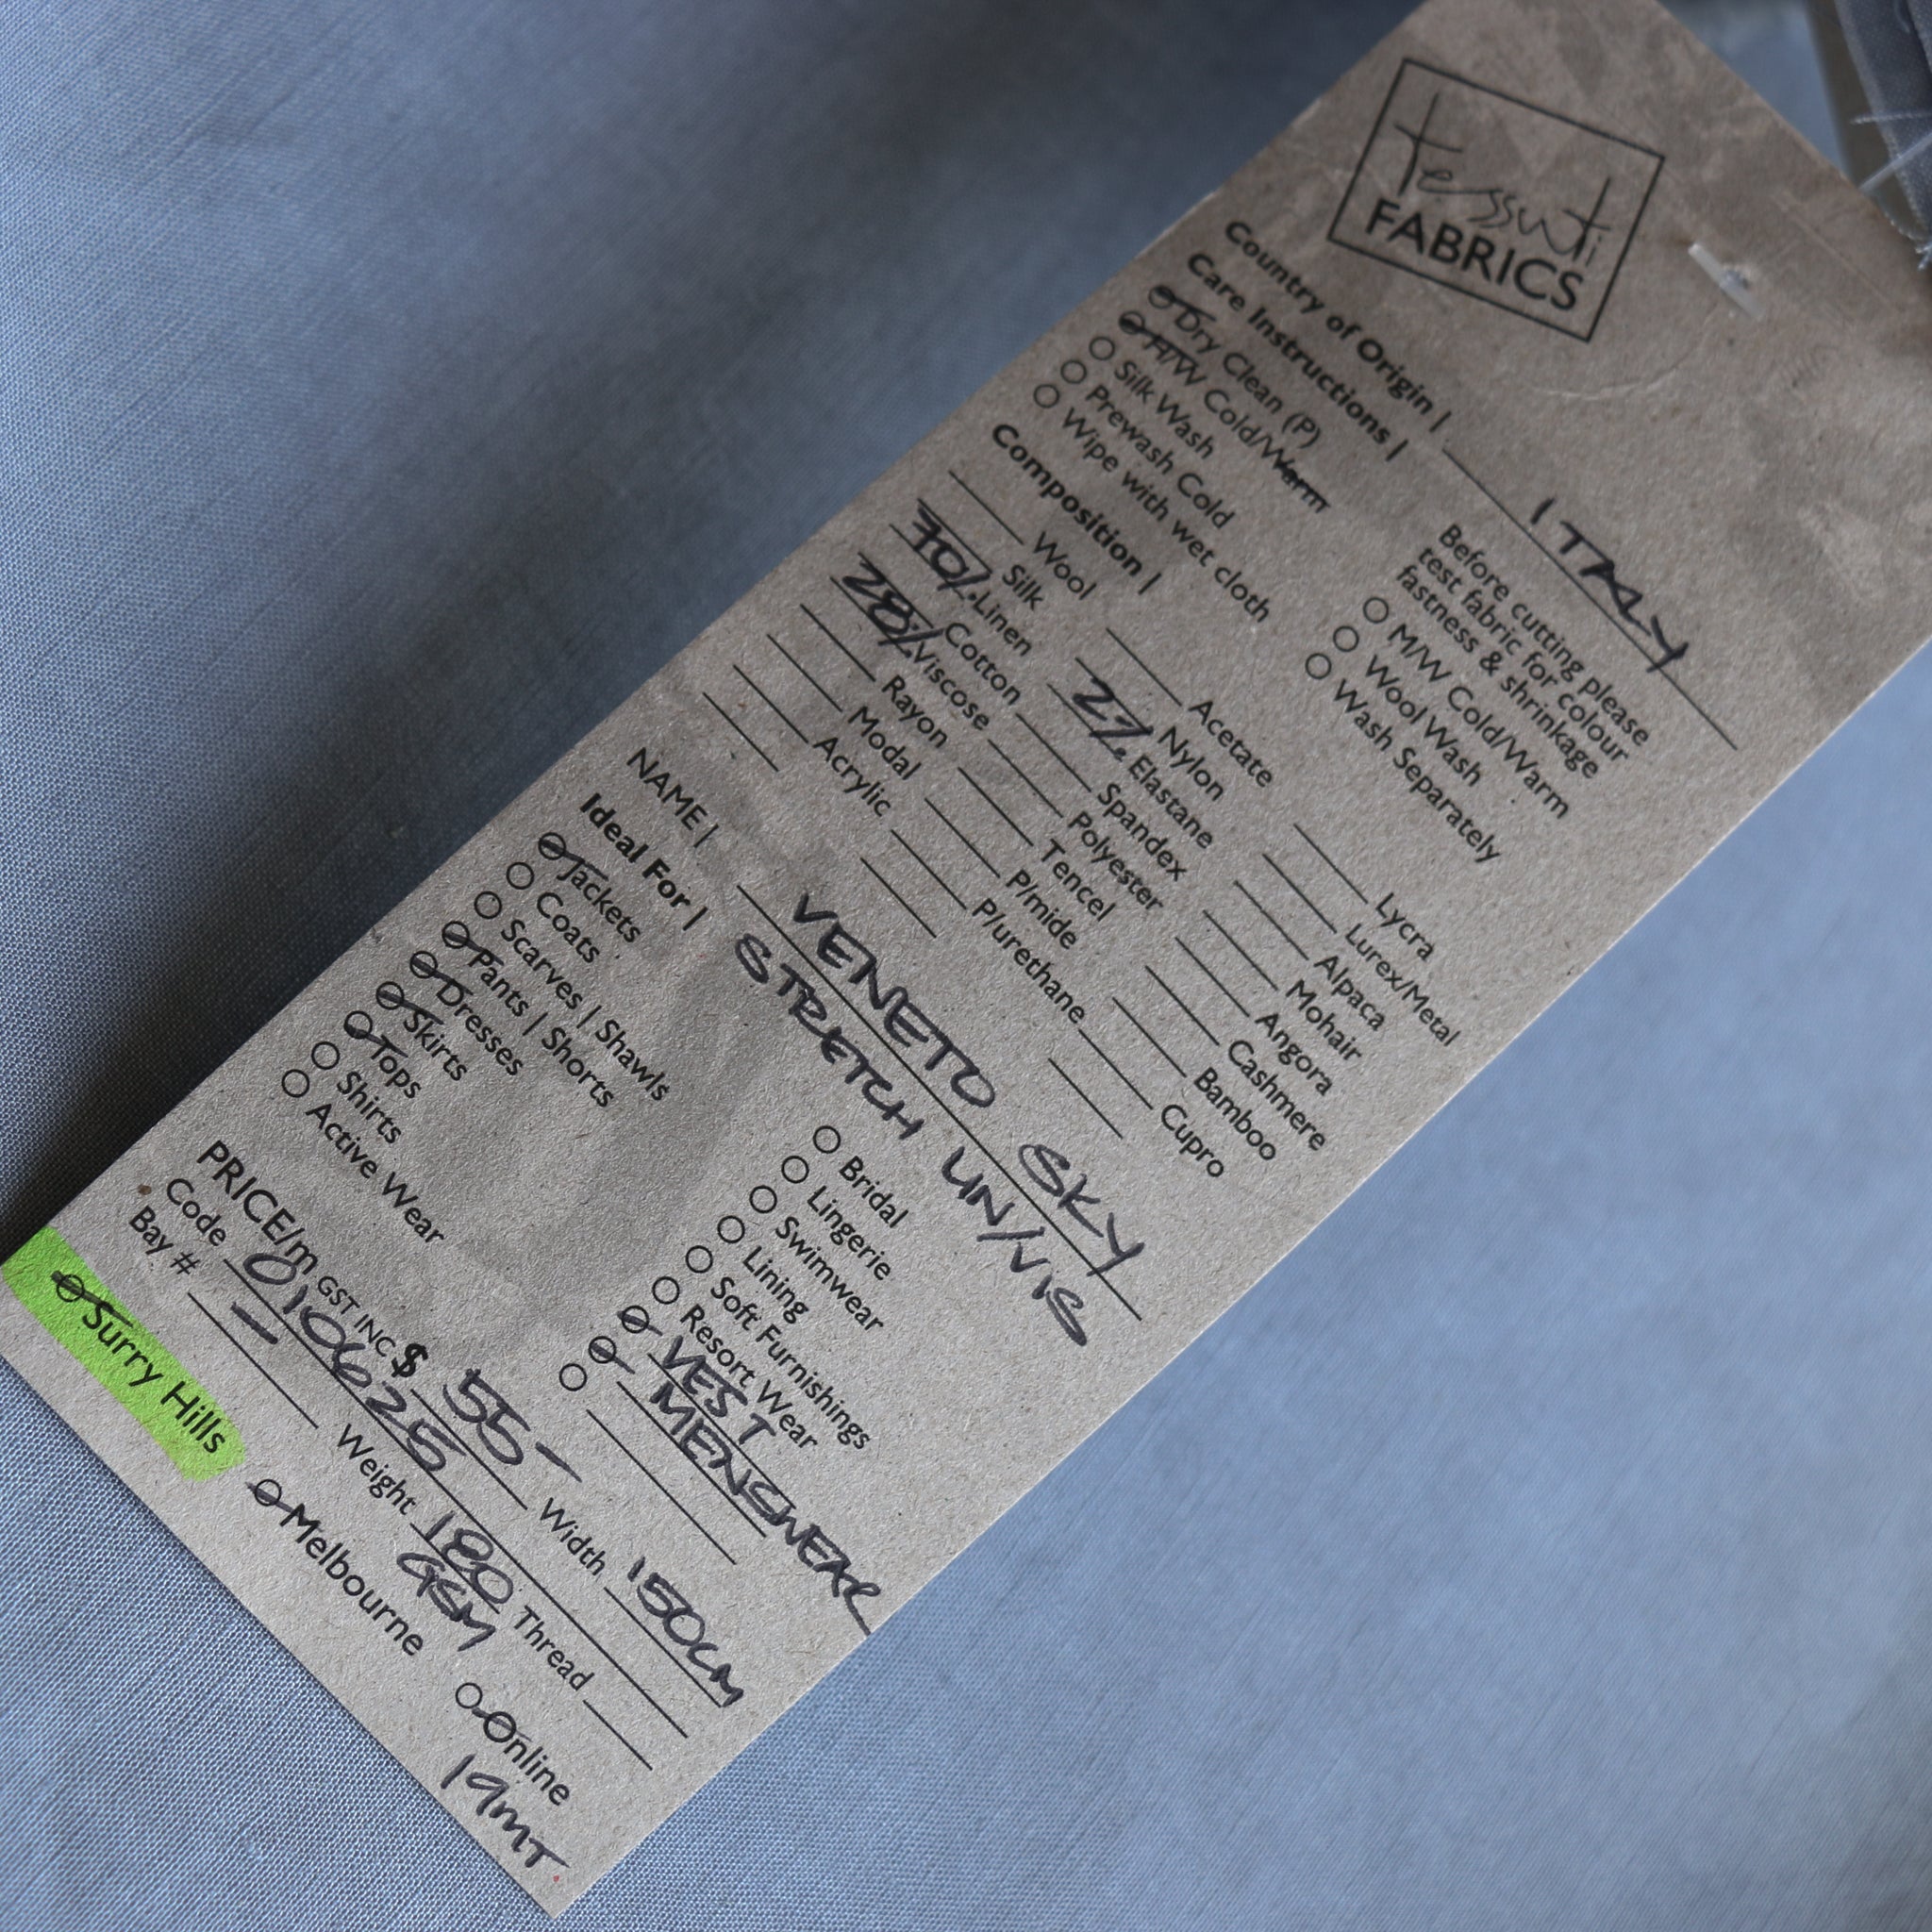 tessuti
FABRICS
Country of Origin | ITALY
Care Instructions |
Dry Clean (P)
H/W Cold/Warm
Silk Wash
Prewash Cold
Wipe with wet cloth
Before cutting please
test fabric for colour
fastness & shrinkage
M/W Cold/Warm
Wool Wash
Wash Separately
Composition |
Wool
Silk
70% Linen
Cotton
28% Viscose
Rayon
Modal
Acrylic
Acetate
Nylon
2% Elastane
Spandex
Polyester
Tencel
P/mide
P/urethane
Lycra
Lurex/Metal
Alpaca
Mohair
Angora
Cashmere
Bamboo
Cupro
NAME | VENETO SKY
STRETCH LIN/VIS
Ideal For |
Jackets
Coats
Scarves | Shawls
Pants | Shorts
Dresses
Skirts
Tops
Shirts
Active Wear
Bridal
Lingerie
Swimwear
Lining
Soft Furnishings
Resort Wear
VEST
MENSWEAR
PRICE/m GST INC $ 55- Width 150cm
Code 010625 Thread
Bay # - Weight 180 GSM
Surry Hills Melbourne Online
19MT